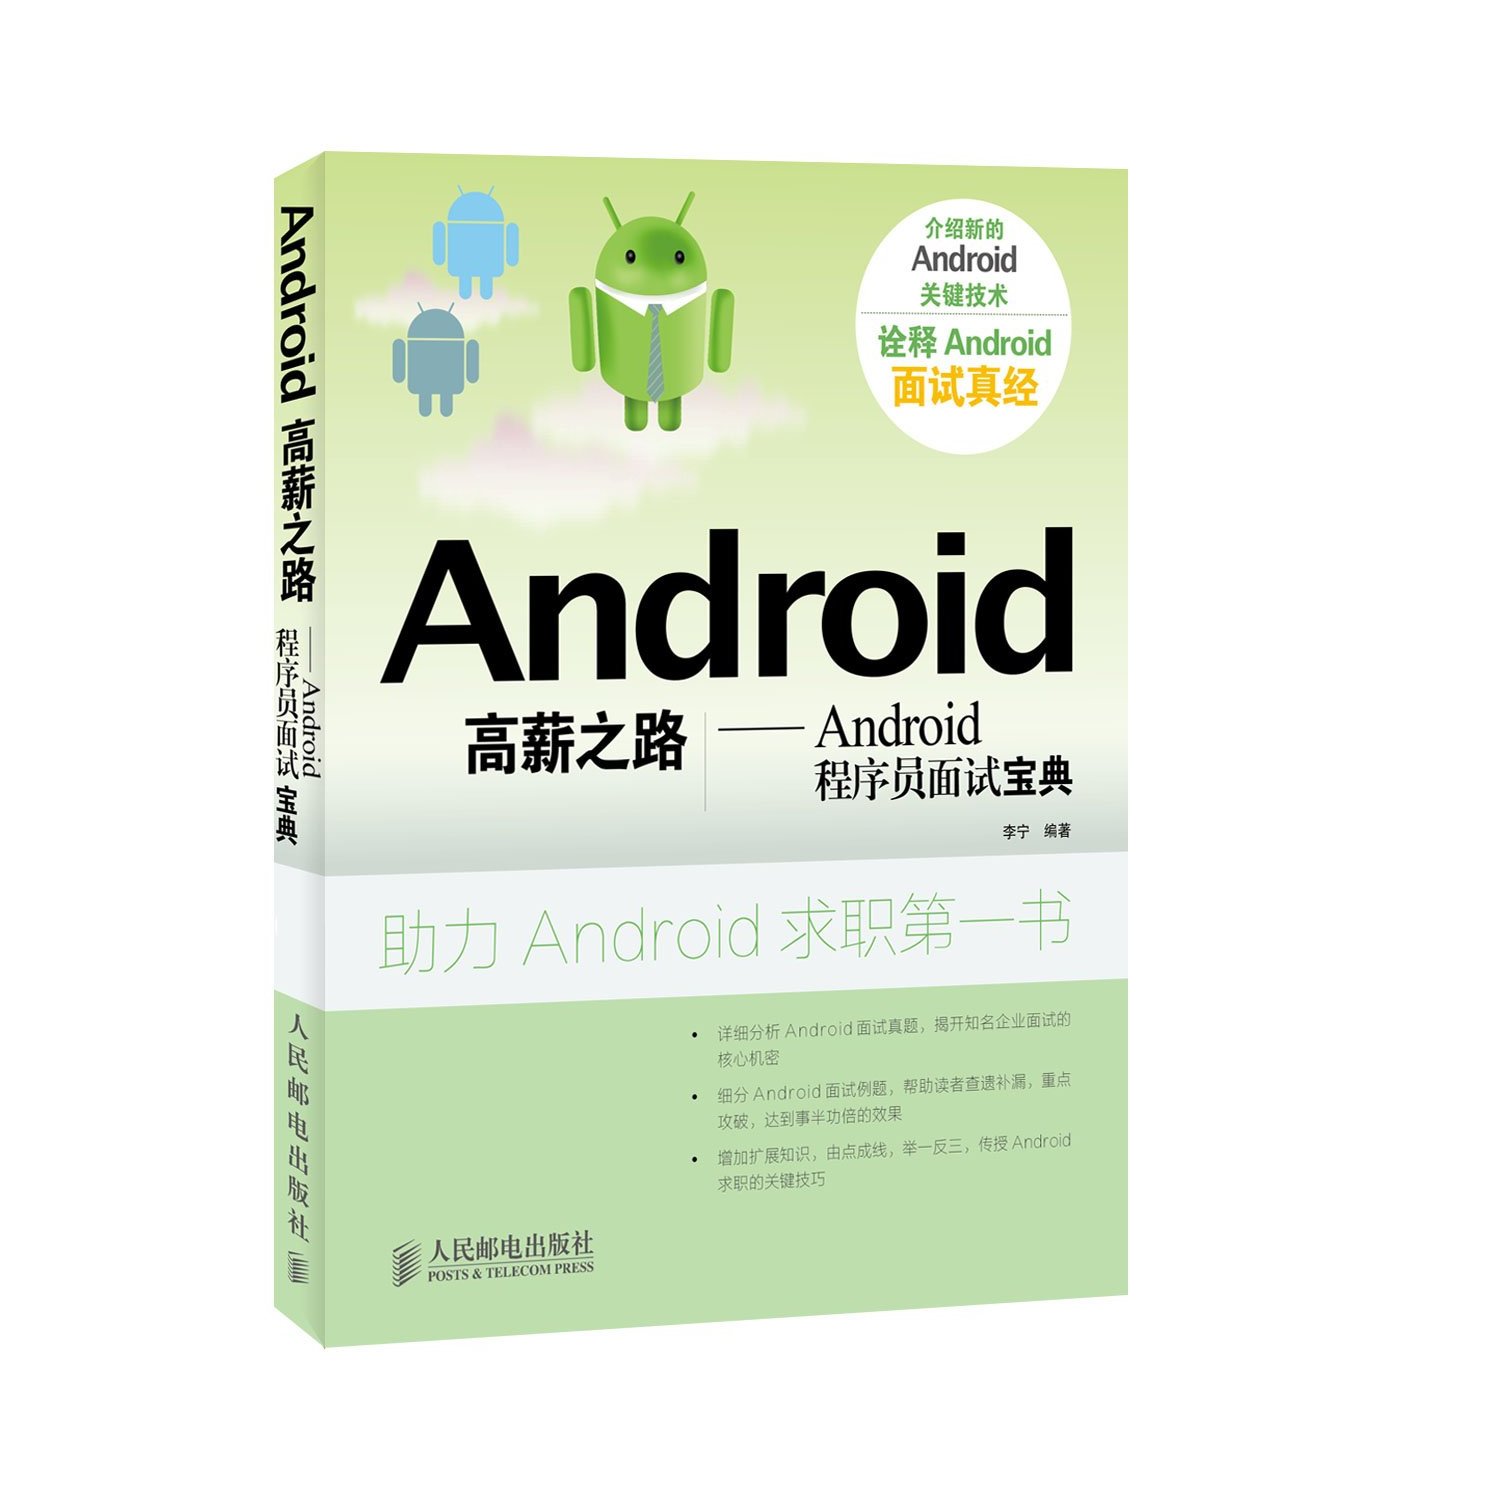 Android 高薪之路
——Android
程序员面试宝典
人民邮电出版社
介绍新的
Android
关键技术
诠释 Android
面试真经
Android
高薪之路
——Android
程序员面试宝典
李宁 编著
助力 Android 求职第一书
• 详细分析 Android 面试真题，揭开知名企业面试的
核心机密
• 细分 Android 面试例题，帮助读者查遗补漏，重点
攻破，达到事半功倍的效果
• 增加扩展知识，由点成线，举一反三，传授 Android
求职的关键技巧
人民邮电出版社
POSTS & TELECOM PRESS